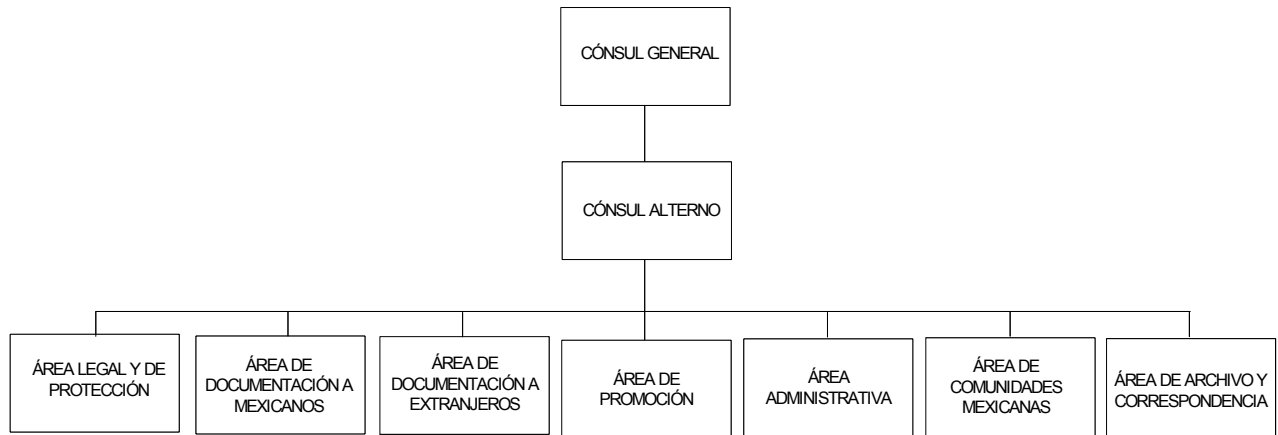 CÓNSUL GENERAL
CÓNSUL ALTERNO
ÁREA LEGAL Y DE
PROTECCIÓN
ÁREA DE
DOCUMENTACIÓN A
MEXICANOS
ÁREA DE
DOCUMENTACIÓN A
EXTRANJEROS
ÁREA DE
PROMOCIÓN
ÁREA
ADMINISTRATIVA
ÁREA DE
COMUNIDADES
MEXICANAS
ÁREA DE ARCHIVO Y
CORRESPONDENCIA